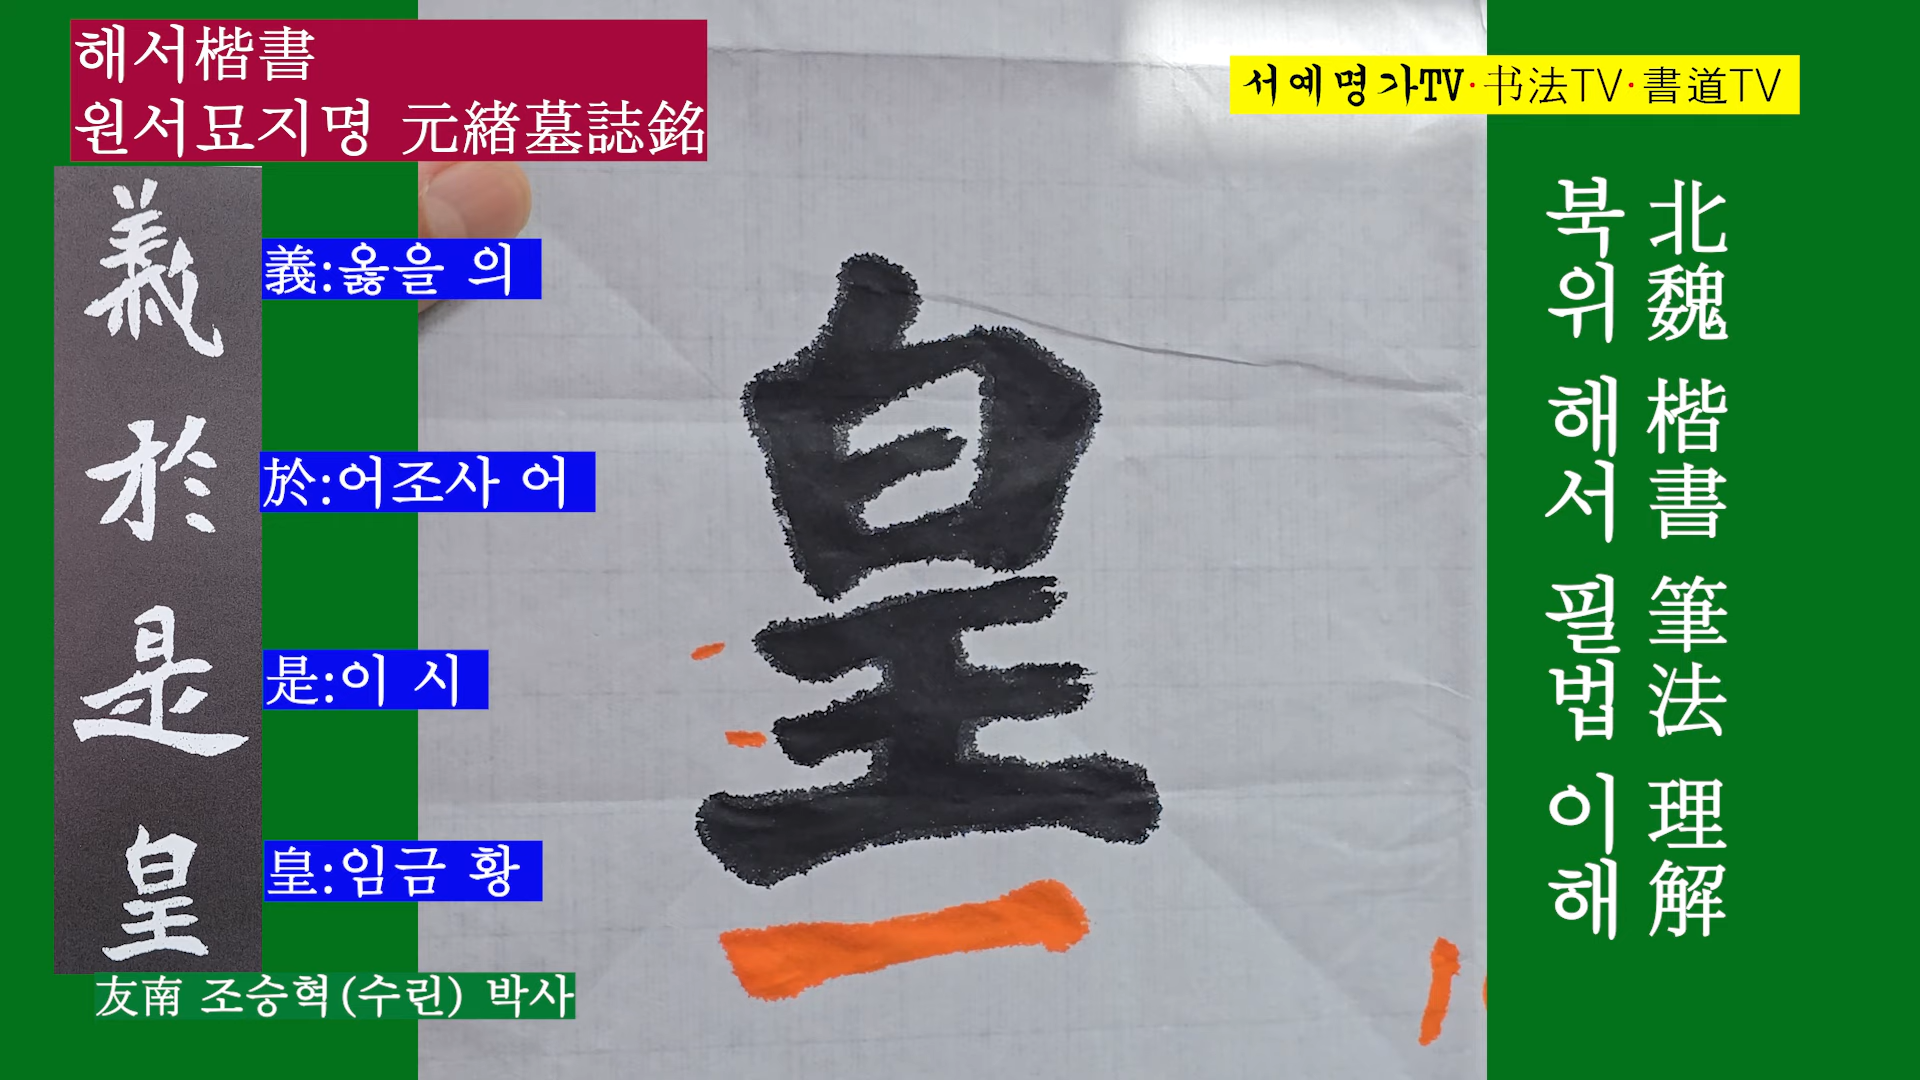 해서楷書
원서묘지명 元緖墓誌銘
서예명가TV·书法TV·書道TV
義
於
是
皇
義:옳을 의
於:어조사 어
是:이 시
皇:임금 황
友南 조승혁(수린) 박사
皇
북위 해서 필법 이해
北魏 楷書 筆法 理解